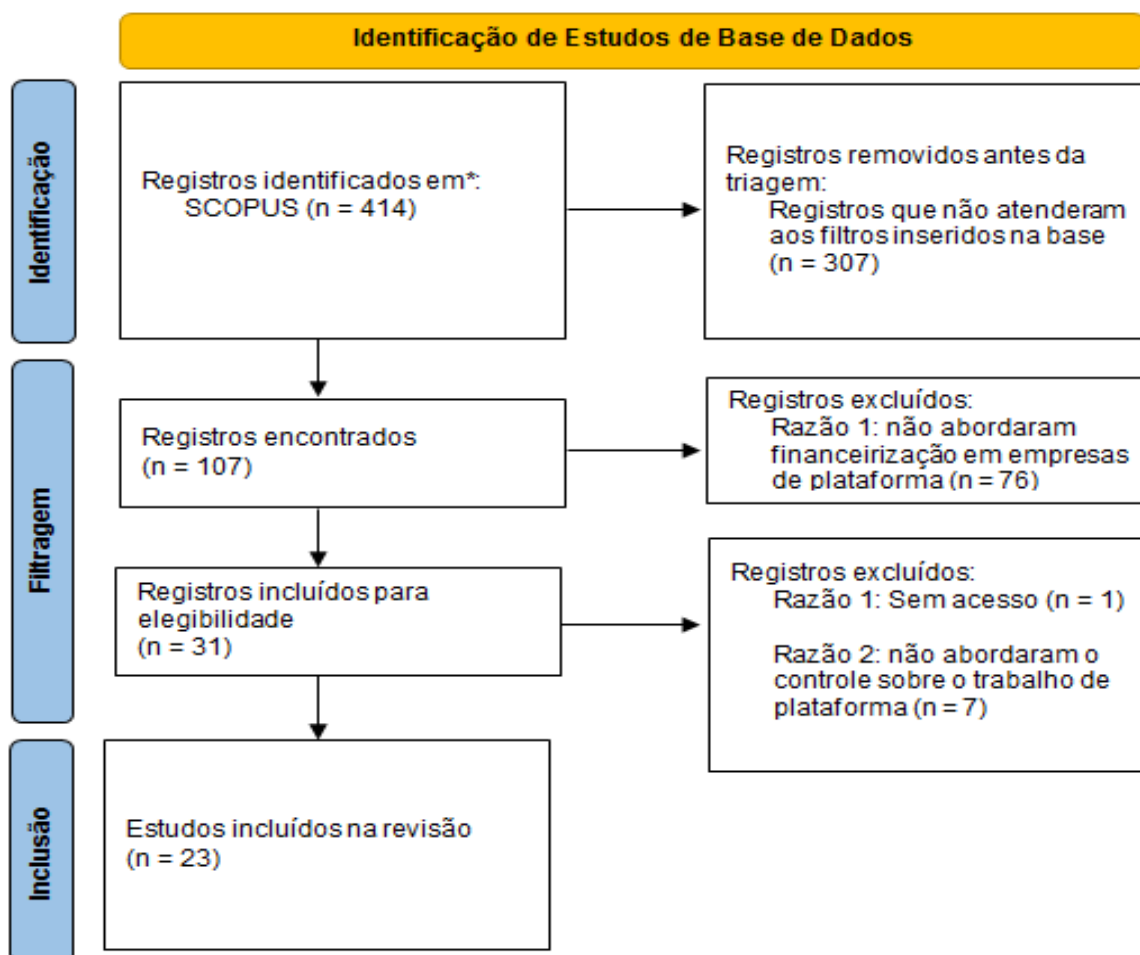 Identificação de Estudos de Base de Dados
Identificação
Registros identificados em*:
SCOPUS (n = 414)
Registros removidos antes da
triagem:
Registros que não atenderam
aos filtros inseridos na base
(n = 307)
Filtragem
Registros encontrados
(n = 107)
Registros excluídos:
Razão 1: não abordaram
financeirização em empresas
de plataforma (n = 76)
Registros incluídos para
elegibilidade
(n = 31)
Registros excluídos:
Razão 1: Sem acesso (n = 1)
Razão 2: não abordaram o
controle sobre o trabalho de
plataforma (n = 7)
Inclusão
Estudos incluídos na revisão
(n = 23)